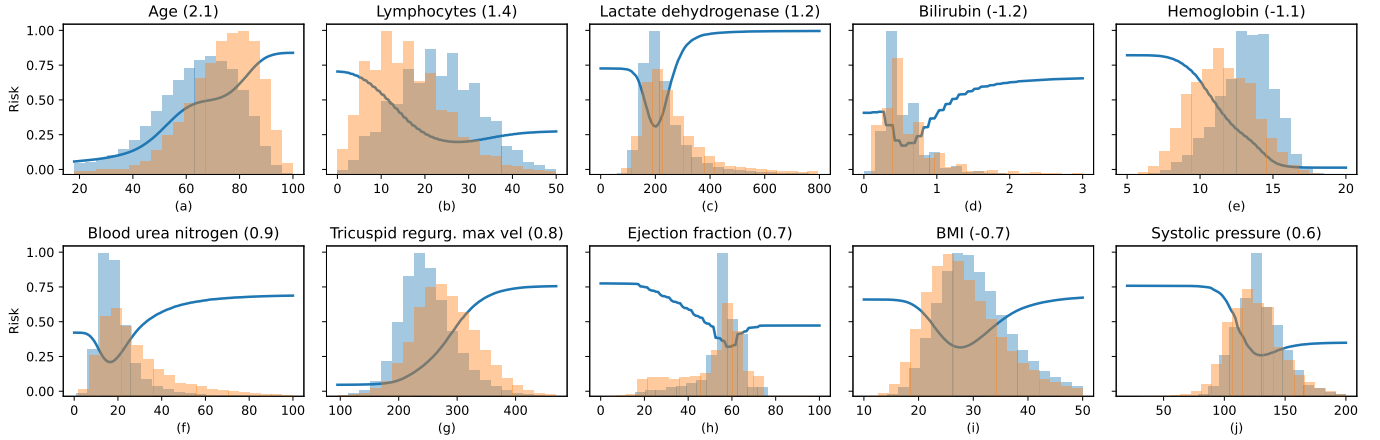 Age (2.1)
Lymphocytes (1.4)
Lactate dehydrogenase (1.2)
Bilirubin (-1.2)
Hemoglobin (-1.1)
Risk
1.00
0.75
0.50
0.25
0.00
20 40 60 80 100
0 10 20 30 40 50
0 200 400 600 800
0 1 2 3
5 10 15 20
(a)
(b)
(c)
(d)
(e)
Blood urea nitrogen (0.9)
Tricuspid regurg. max vel (0.8)
Ejection fraction (0.7)
BMI (-0.7)
Systolic pressure (0.6)
Risk
1.00
0.75
0.50
0.25
0.00
0 20 40 60 80 100
100 200 300 400
0 20 40 60 80 100
10 20 30 40 50
50 100 150 200
(f)
(g)
(h)
(i)
(j)